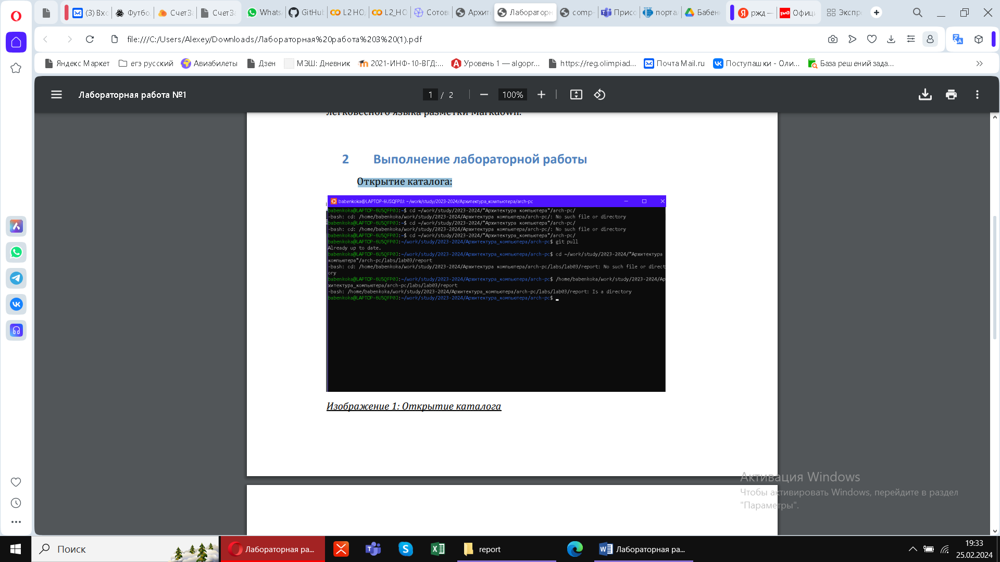 (3) Вхо
Футбо
СчетЗа
СчетЗа
WhatsA
GitHub
L2 HO
L2_HO
Сотов
Архите
Лаборатор
comp-
Присо
порта
Бабен
ржд —
Офици
Экспр
file:///C:/Users/Alexey/Downloads/Лабораторная%20работа%203%20(1).pdf
Яндекс Маркет
егэ русский
Авиабилеты
Дзен
МЭШ: Дневник
2021-ИНФ-10-ВГД:...
Уровень 1 — algopr...
https://reg.olimpiad...
Почта Mail.ru
Поступашки - Оли...
База решений зада...
Лабораторная работа №1
1 / 2
100%
легковесного языка разметки Markdown.
2 Выполнение лабораторной работы
Открытие каталога:
babenkoka@LAPTOP-6USQFP0J: ~/work/study/2023-2024/Архитектура_компьютера/arch-pc
babenkoka@LAPTOP-6USQFP0J:~$ cd ~/work/study/2023-2024/"Архитектура компьютера"/arch-pc/
-bash: cd: /home/babenkoka/work/study/2023-2024/Архитектура компьютера/arch-pc/: No such file or directory
babenkoka@LAPTOP-6USQFP0J:~$ cd ~/work/study/2023-2024/"Архитектура компьютера"/arch-pc/
-bash: cd: /home/babenkoka/work/study/2023-2024/Архитектура компьютера/arch-pc/: No such file or directory
babenkoka@LAPTOP-6USQFP0J:~$ cd ~/work/study/2023-2024/"Архитектура_компьютера"/arch-pc/
babenkoka@LAPTOP-6USQFP0J:~/work/study/2023-2024/Архитектура_компьютера/arch-pc$ git pull
Already up to date.
babenkoka@LAPTOP-6USQFP0J:~/work/study/2023-2024/Архитектура_компьютера/arch-pc$ cd ~/work/study/2023-2024/"Архитектура
компьютера"/arch-pc/labs/lab03/report
-bash: cd: /home/babenkoka/work/study/2023-2024/Архитектура компьютера/arch-pc/labs/lab03/report: No such file or direct
ory
babenkoka@LAPTOP-6USQFP0J:~/work/study/2023-2024/Архитектура_компьютера/arch-pc$ /home/babenkoka/work/study/2023-2024/Ар
хитектура_компьютера/arch-pc/labs/lab03/report
-bash: /home/babenkoka/work/study/2023-2024/Архитектура_компьютера/arch-pc/labs/lab03/report: Is a directory
babenkoka@LAPTOP-6USQFP0J:~/work/study/2023-2024/Архитектура_компьютера/arch-pc$
Изображение 1: Открытие каталога
Активация Windows
Чтобы активировать Windows, перейдите в раздел
"Параметры".
Поиск
Лабораторная ра...
report
Лабораторная ра...
19:33
25.02.2024